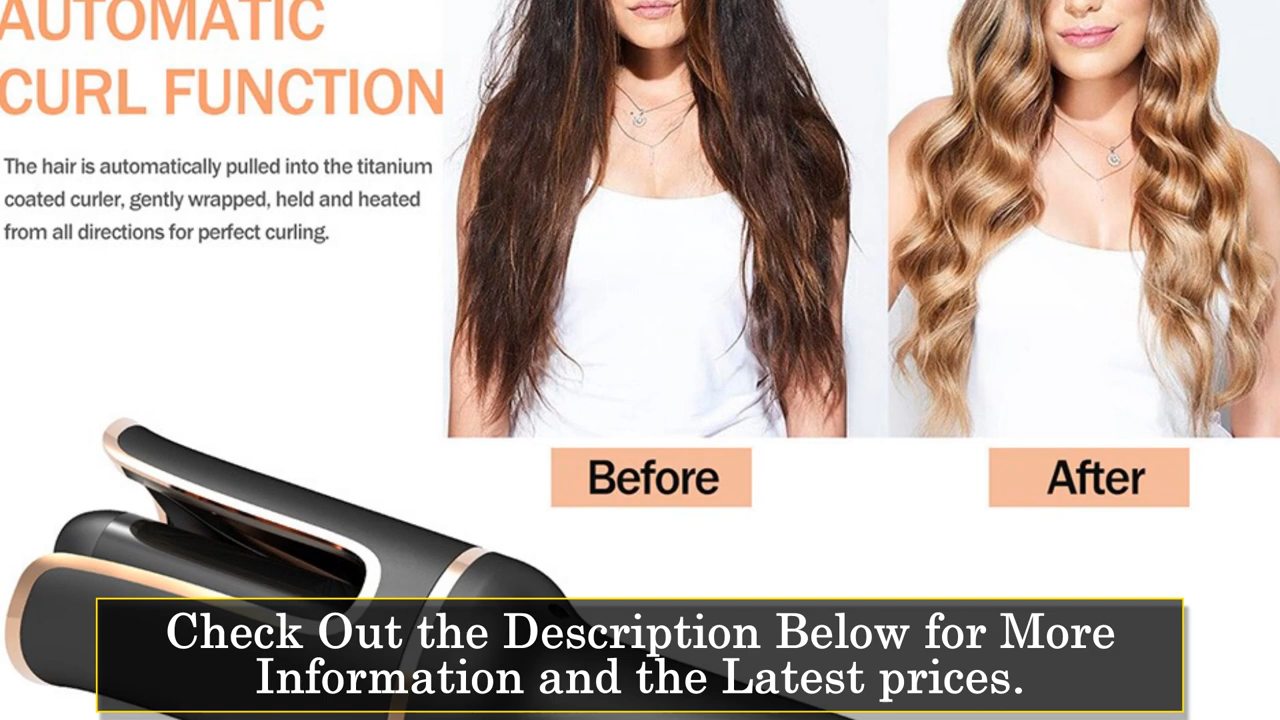 AUTOMATIC
CURL FUNCTION
The hair is automatically pulled into the titanium
coated curler, gently wrapped, held and heated
from all directions for perfect curling.
Before
After
Check Out the Description Below for More
Information and the Latest prices.